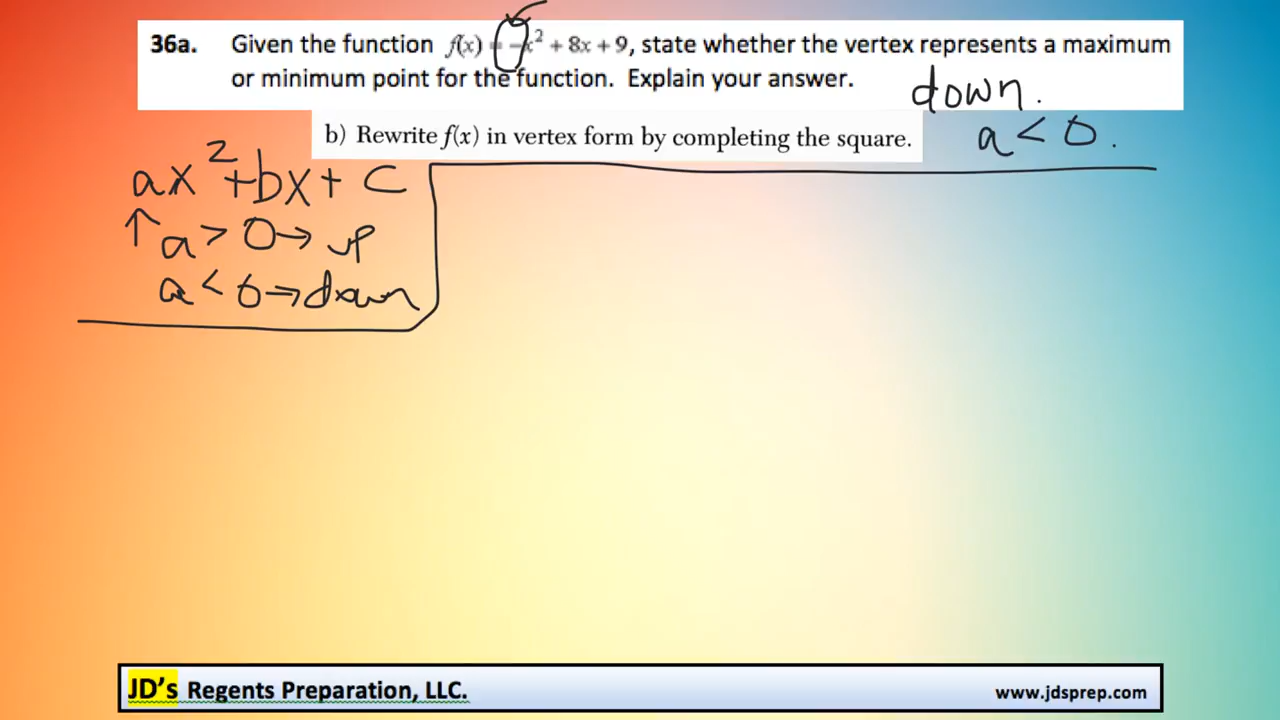 36a. Given the function f(x) = -x² + 8x + 9, state whether the vertex represents a maximum
or minimum point for the function. Explain your answer.
down.
b) Rewrite f(x) in vertex form by completing the square.
a < 0.
ax² + bx + c
↑ a > 0 → up
a < 0 → down
JD's Regents Preparation, LLC.
www.jdsprep.com